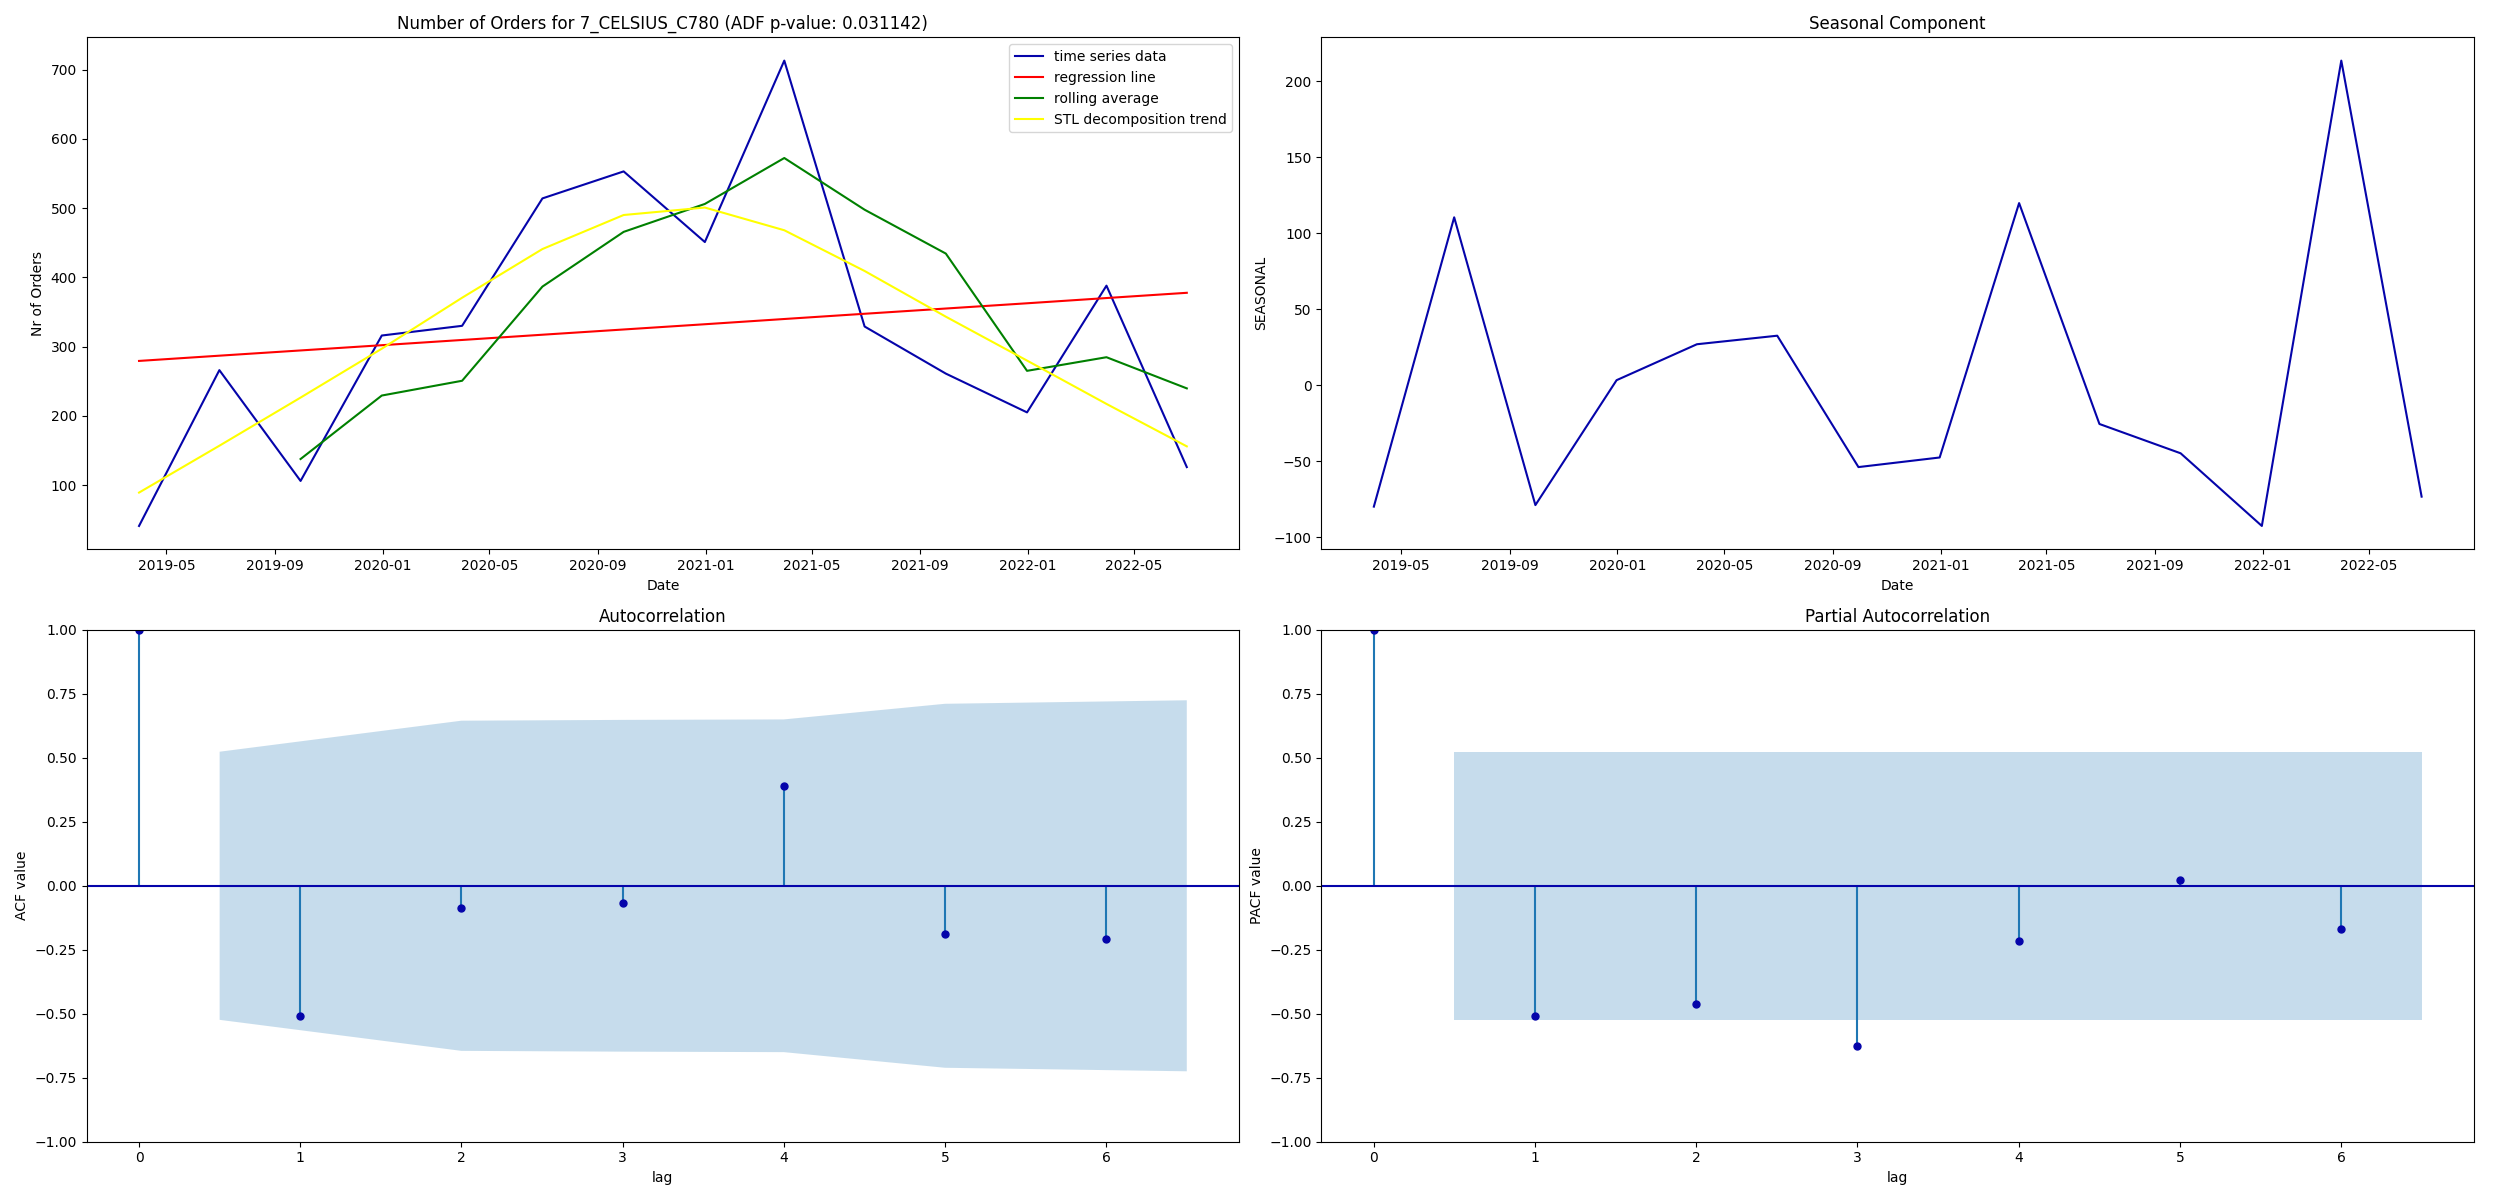 Number of Orders for 7_CELSIUS_C780 (ADF p-value: 0.031142)
time series data
regression line
rolling average
STL decomposition trend
Nr of Orders
700
600
500
400
300
200
100
2019-05 2019-09 2020-01 2020-05 2020-09 2021-01 2021-05 2021-09 2022-01 2022-05
Date
Seasonal Component
SEASONAL
200
150
100
50
0
−50
−100
2019-05 2019-09 2020-01 2020-05 2020-09 2021-01 2021-05 2021-09 2022-01 2022-05
Date
Autocorrelation
ACF value
1.00
0.75
0.50
0.25
0.00
−0.25
−0.50
−0.75
−1.00
0 1 2 3 4 5 6
lag
Partial Autocorrelation
PACF value
1.00
0.75
0.50
0.25
0.00
−0.25
−0.50
−0.75
−1.00
0 1 2 3 4 5 6
lag